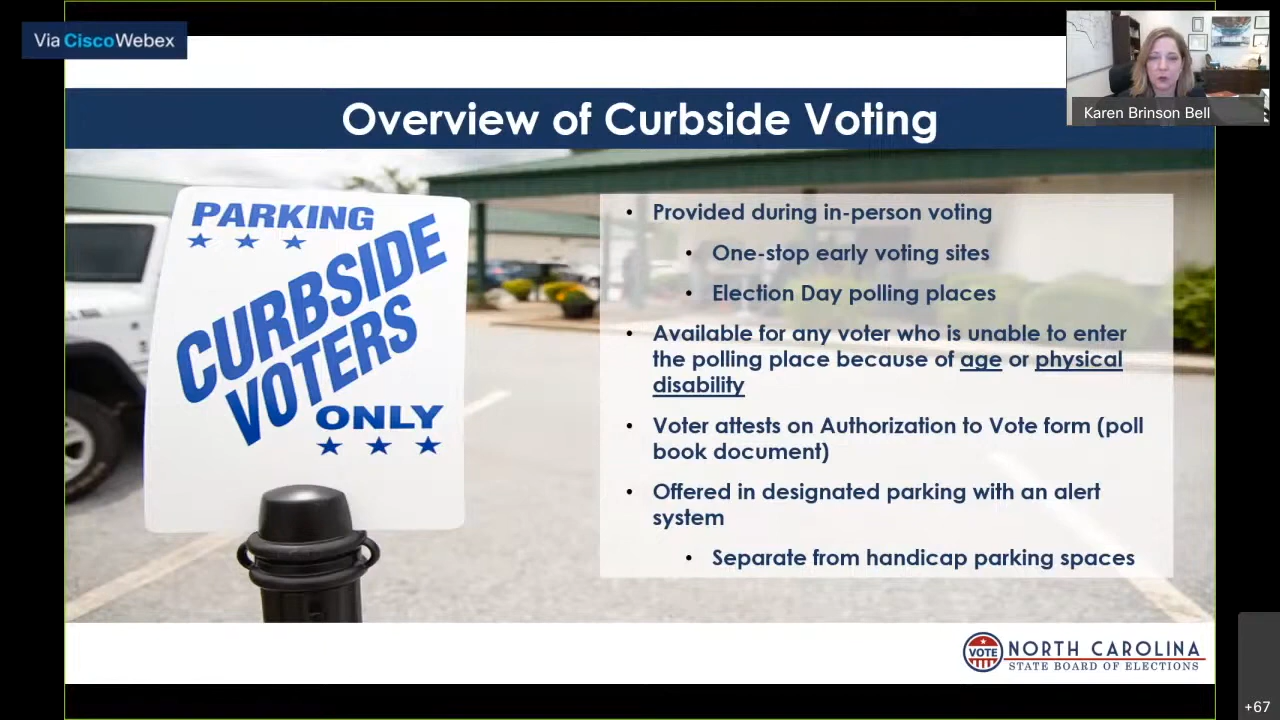 Via CiscoWebex
Karen Brinson Bell
Overview of Curbside Voting
PARKING
CURBSIDE
VOTERS
ONLY
• Provided during in-person voting
• One-stop early voting sites
• Election Day polling places
• Available for any voter who is unable to enter
the polling place because of age or physical
disability
• Voter attests on Authorization to Vote form (poll
book document)
• Offered in designated parking with an alert
system
• Separate from handicap parking spaces
VOTE
NORTH CAROLINA
STATE BOARD OF ELECTIONS
+67